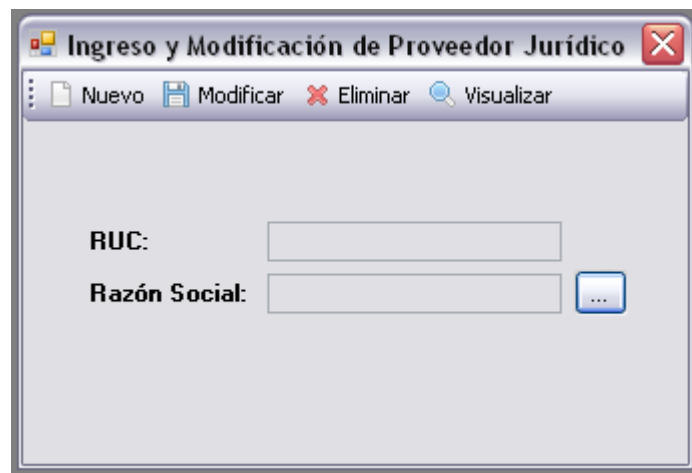 Ingreso y Modificación de Proveedor Jurídico
Nuevo Modificar Eliminar Visualizar
RUC:
Razón Social:
...